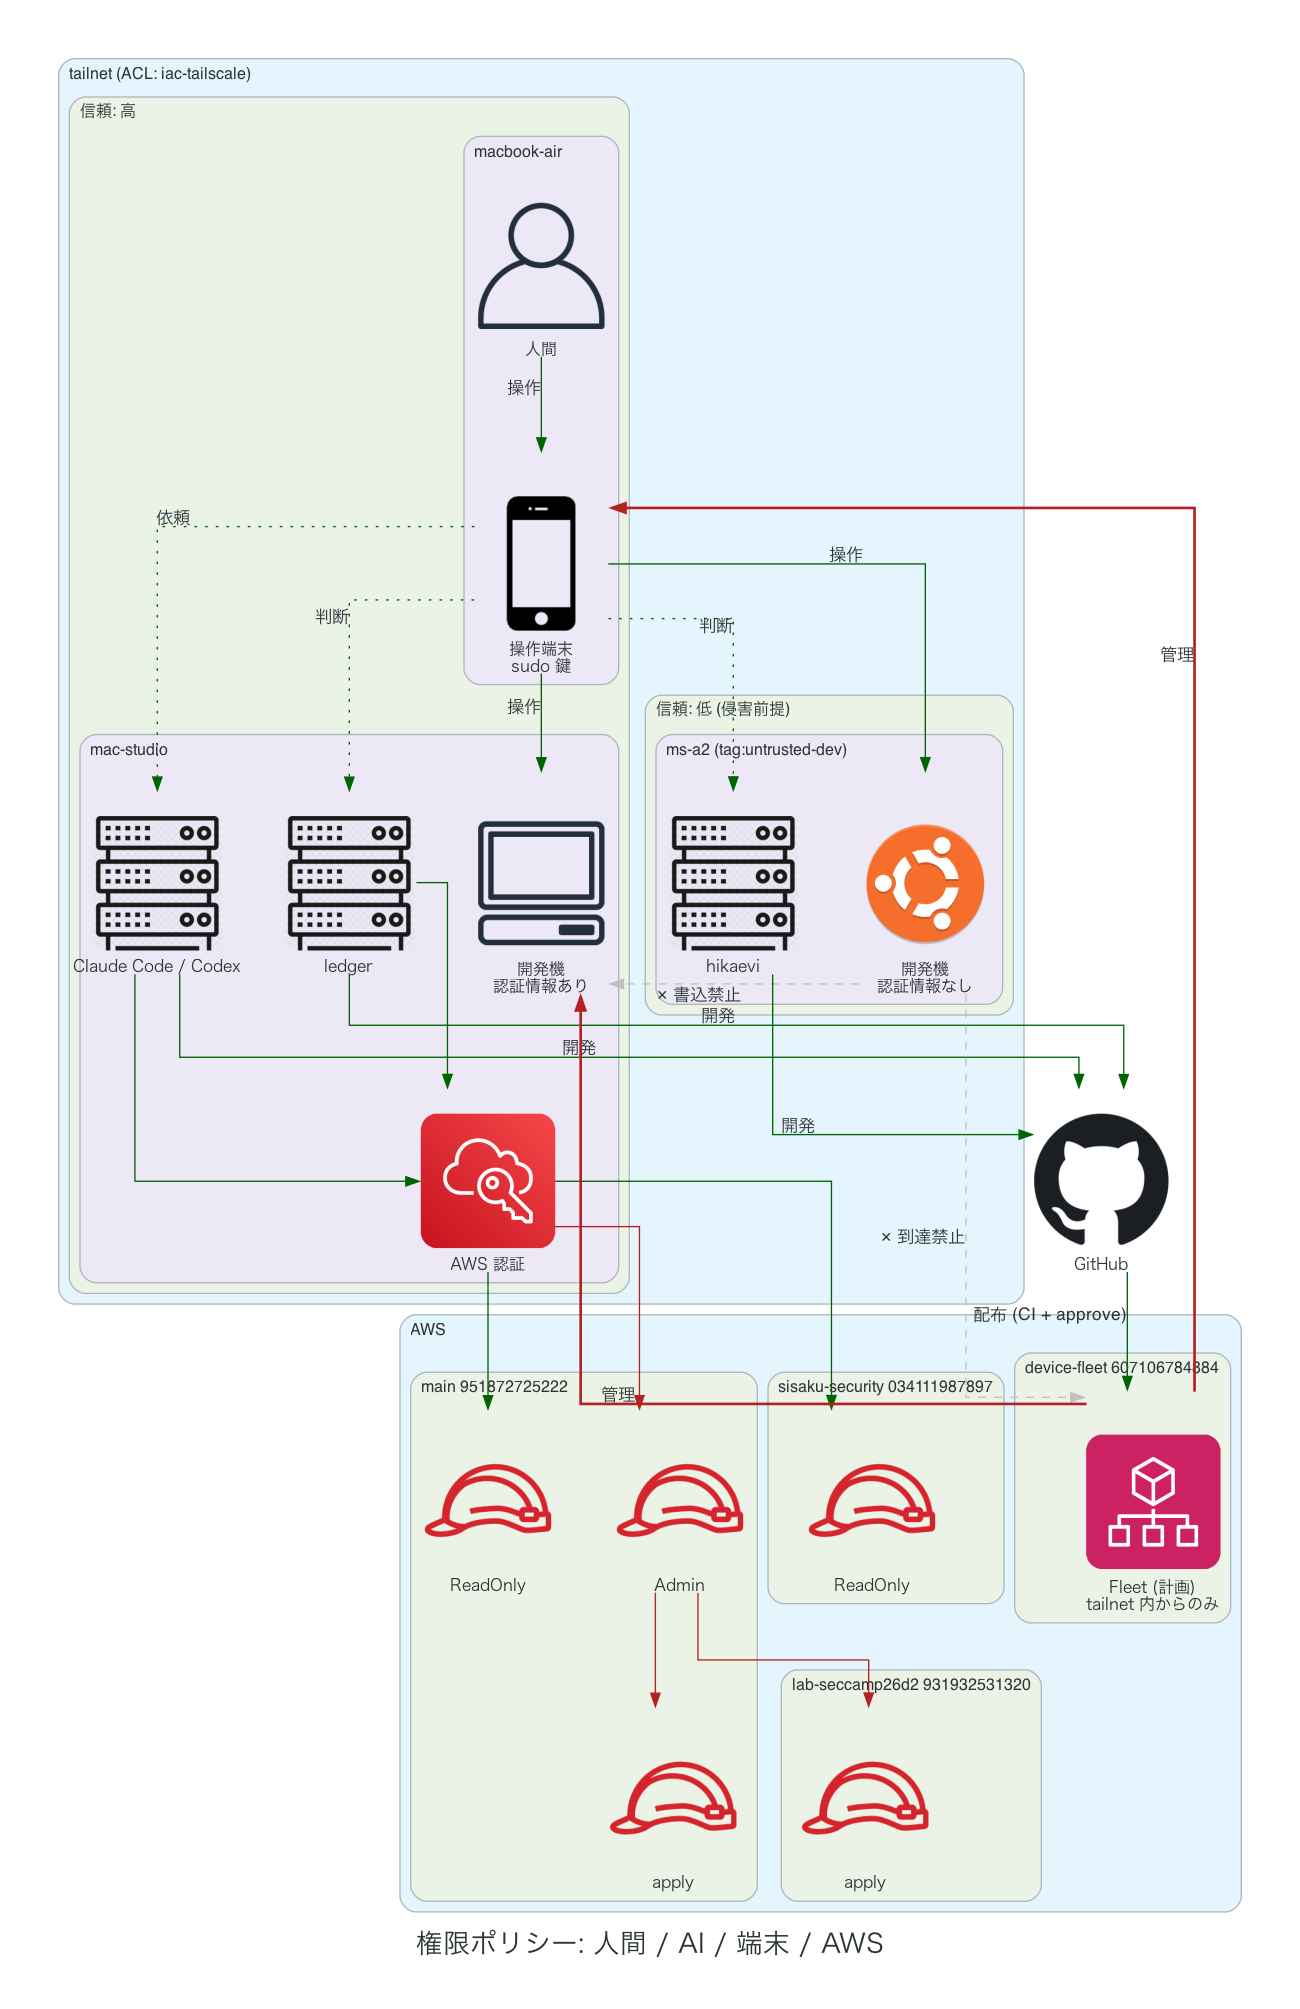 tailnet (ACL: iac-tailscale)
信頼: 高
macbook-air
人間
操作
依頼
操作
判断
判断
操作端末
sudo 鍵
管理
操作
信頼: 低 (侵害前提)
mac-studio
ms-a2 (tag:untrusted-dev)
Claude Code / Codex
ledger
開発機
認証情報あり
hikaevi
開発機
認証情報なし
× 書込禁止
開発
開発
開発
× 到達禁止
AWS 認証
GitHub
配布 (CI + approve)
AWS
device-fleet 607106784884
main 951872725222
管理
sisaku-security 034111987897
ReadOnly
Admin
ReadOnly
Fleet (計画)
tailnet 内からのみ
lab-seccamp26d2 931932531320
apply
apply
権限ポリシー: 人間 / AI / 端末 / AWS